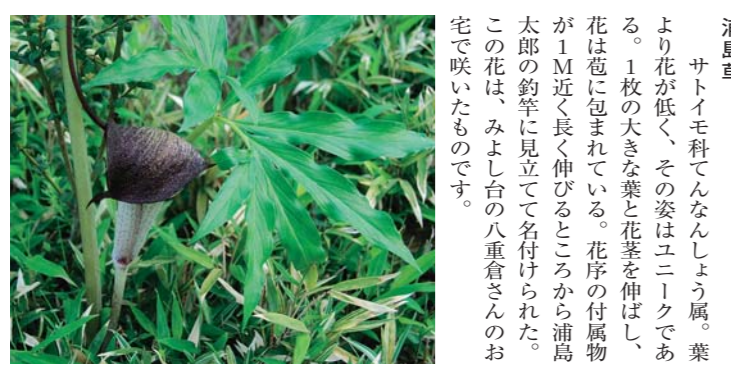 浦島草
サトイモ科てんなんしょう属。葉
より花が低く、その姿はユニークであ
る。1枚の大きな葉と花茎を伸ばし、
花は苞に包まれている。花序の付属物
が1M近く長く伸びるところから浦島
太郎の釣竿に見立てて名付けられた。
この花は、みよし台の八重倉さんのお
宅で咲いたものです。